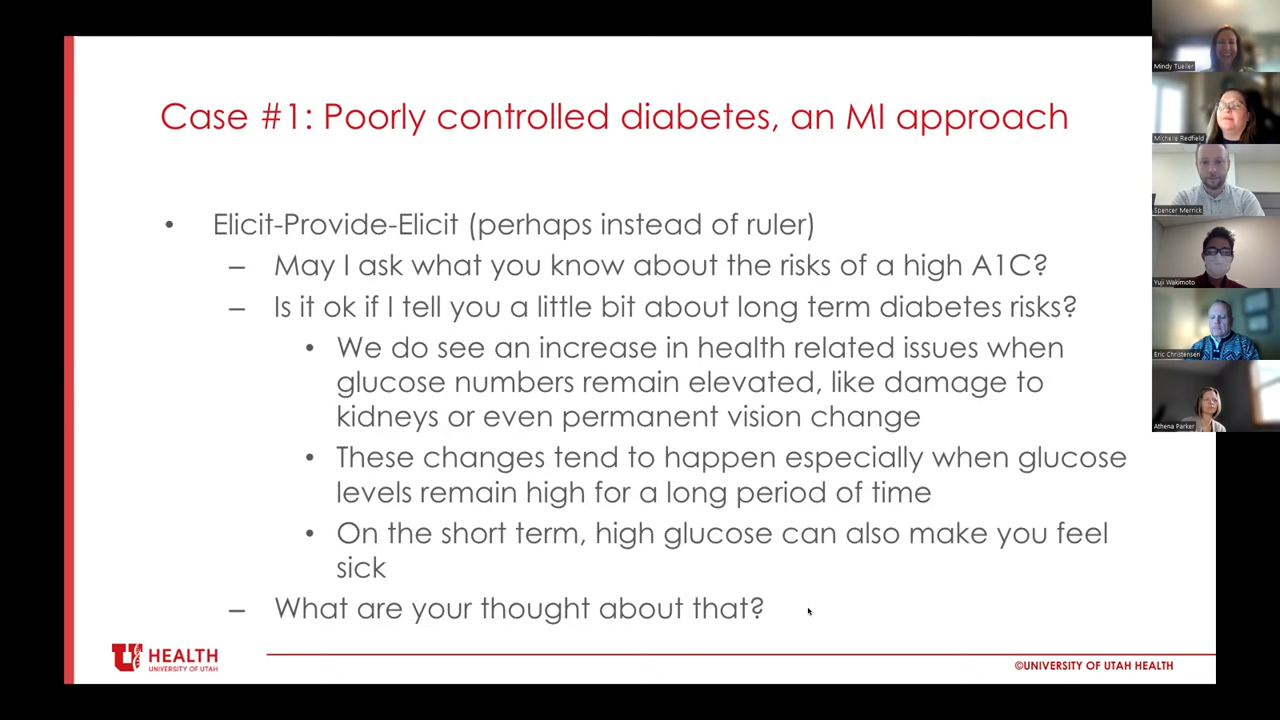 Case #1: Poorly controlled diabetes, an MI approach
• Elicit-Provide-Elicit (perhaps instead of ruler)
– May I ask what you know about the risks of a high A1C?
– Is it ok if I tell you a little bit about long term diabetes risks?
• We do see an increase in health related issues when
glucose numbers remain elevated, like damage to
kidneys or even permanent vision change
• These changes tend to happen especially when glucose
levels remain high for a long period of time
• On the short term, high glucose can also make you feel
sick
– What are your thought about that?
U HEALTH
UNIVERSITY OF UTAH
©UNIVERSITY OF UTAH HEALTH
Mindy Tueller
Michelle Redfield
Spencer Merrick
Yuji Wakimoto
Eric Christensen
Athena Parker